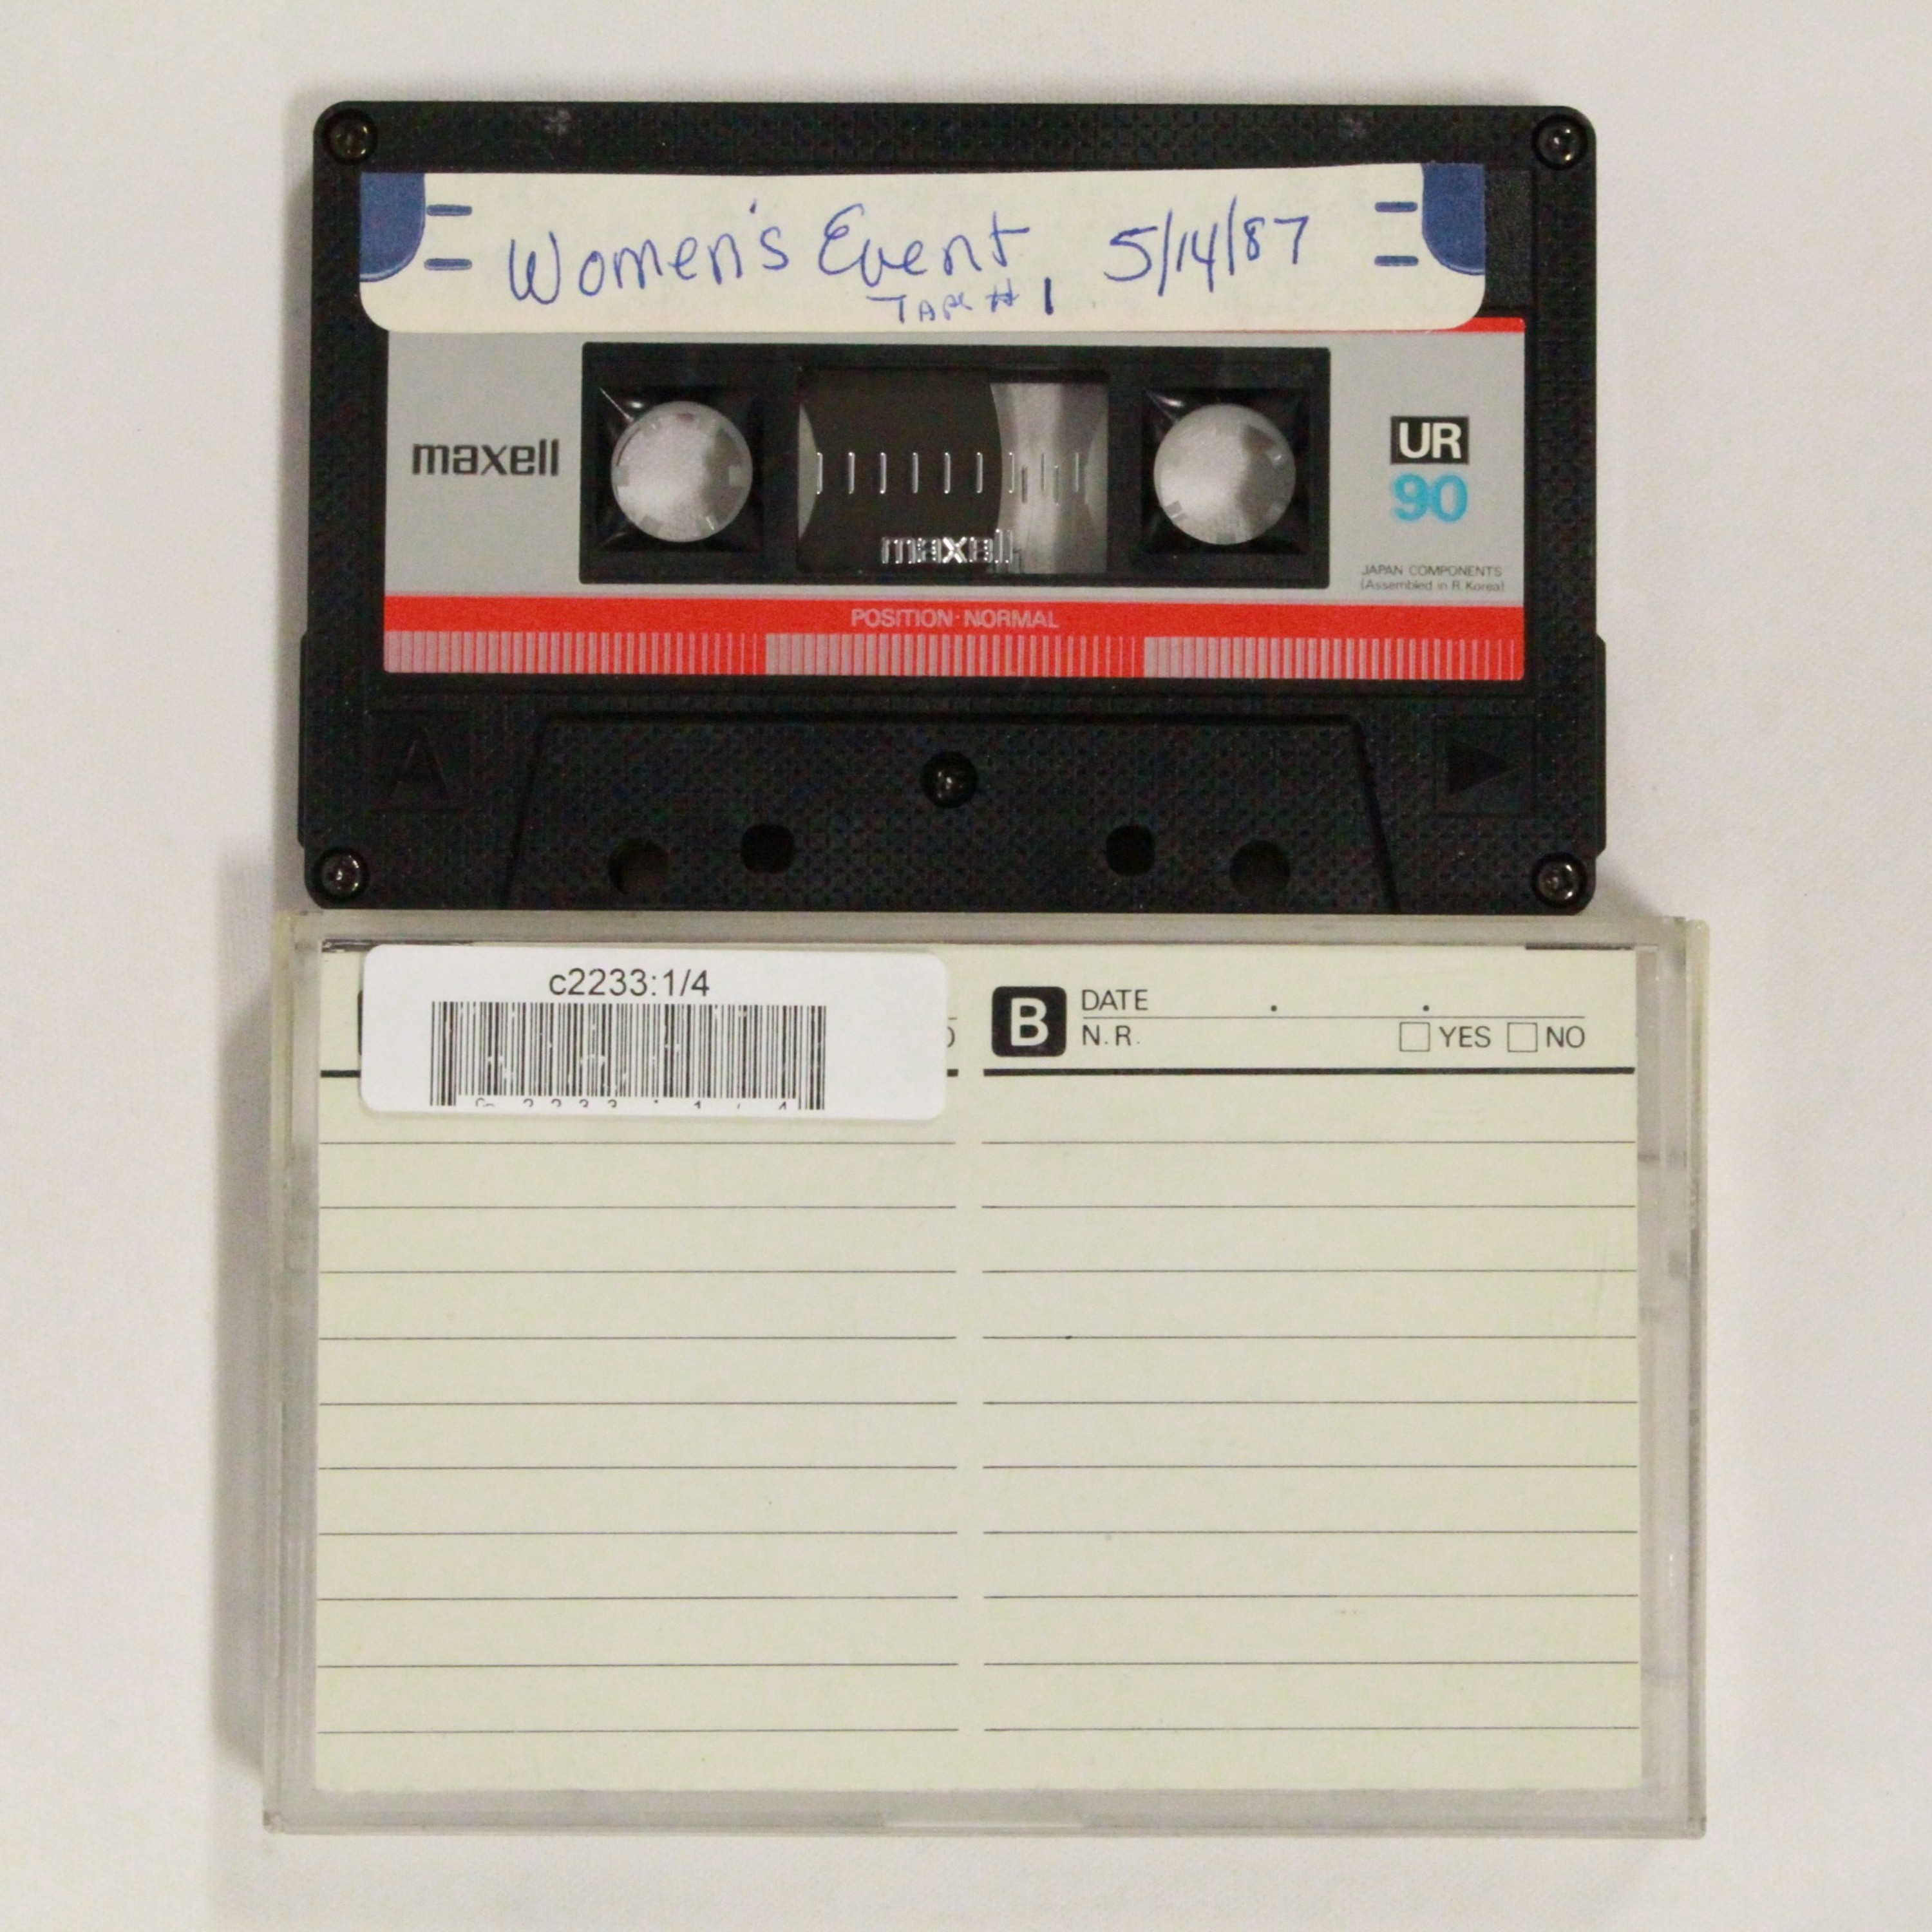 Women's Event 5/14/87
Tape # 1
maxell
UR
90
maxell
JAPAN COMPONENTS
(Assembled in R.Korea)
POSITION·NORMAL
A
c2233:1/4
B DATE . .
N.R. YES NO